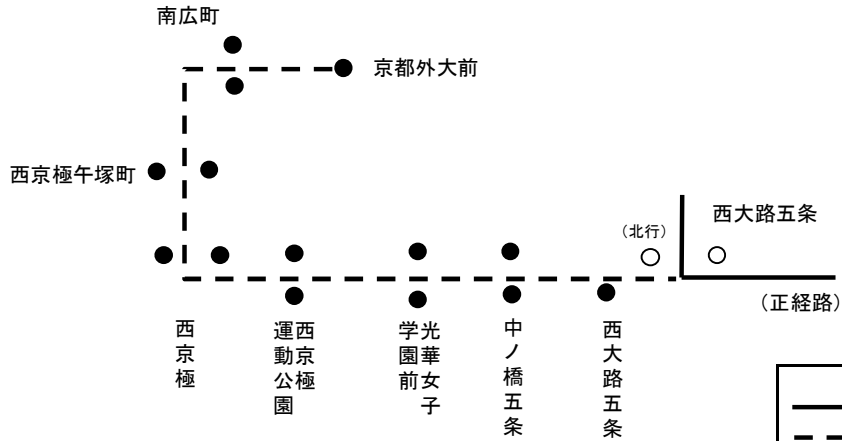 南広町
京都外大前
西京極午塚町
西大路五条
（北行）
（正経路）
西京極
西京極
運動公園
光華女子
学園前
中ノ橋五条
西大路五条